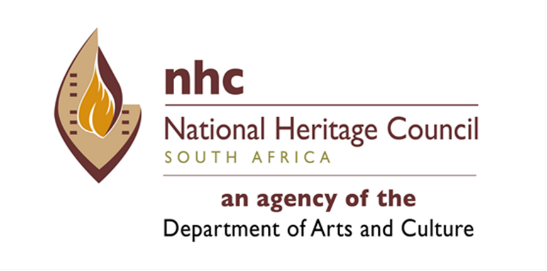 nhc
National Heritage Council
SOUTH AFRICA
an agency of the
Department of Arts and Culture